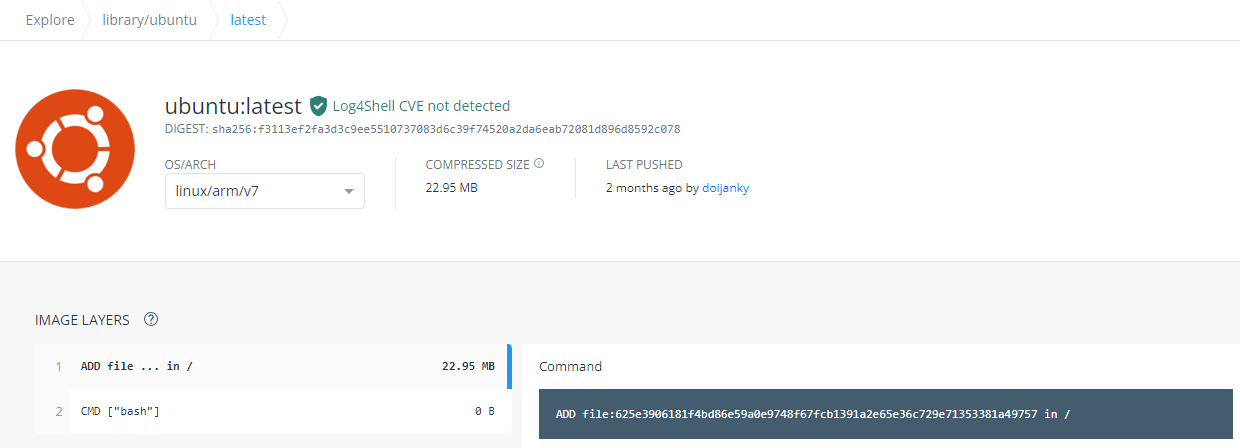 Explore library/ubuntu latest
ubuntu:latest Log4Shell CVE not detected
DIGEST: sha256:f3113ef2fa3d3c9ee5510737083d6c39f74520a2da6eab72081d896d8592c078
OS/ARCH COMPRESSED SIZE LAST PUSHED
linux/arm/v7 22.95 MB 2 months ago by doijanky
IMAGE LAYERS
1 ADD file ... in / 22.95 MB
Command
2 CMD ["bash"] 0 B
ADD file:625e3906181f4bd86e59a0e9748f67fcb1391a2e65e36c729e71353381a49757 in /